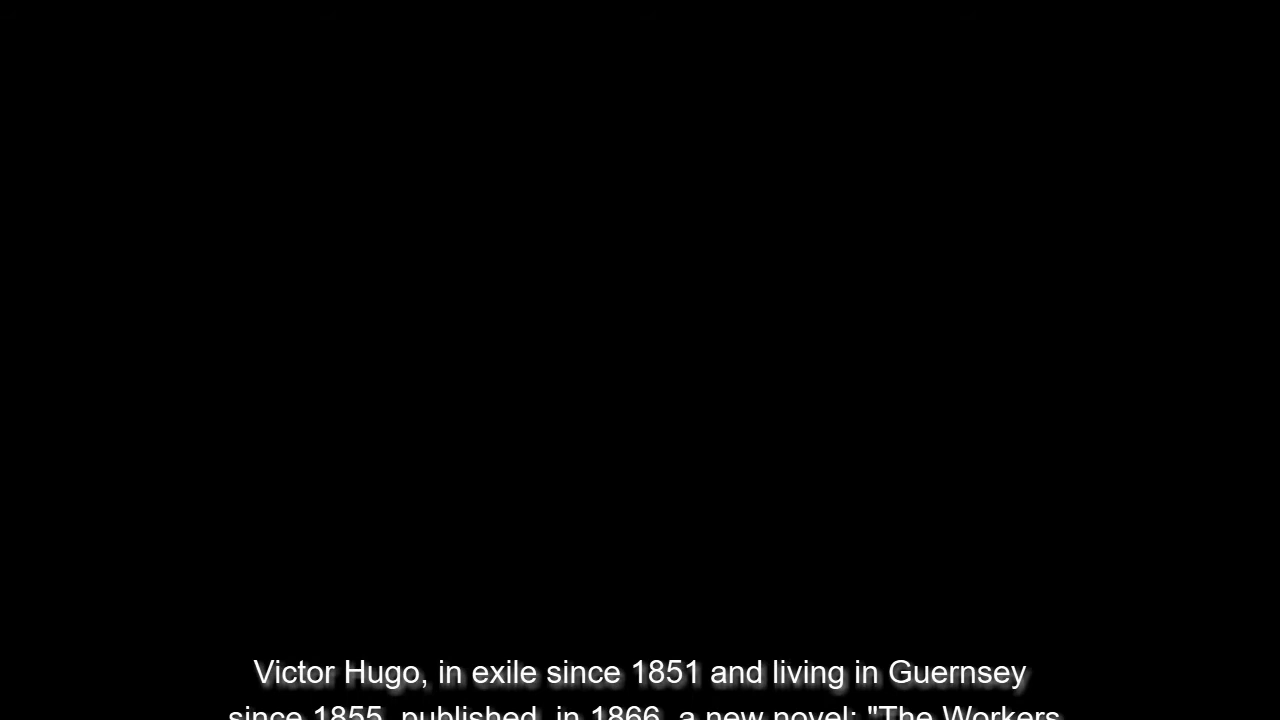 Victor Hugo, in exile since 1851 and living in Guernsey
since 1855, published, in 1866, a new novel: "The Workers